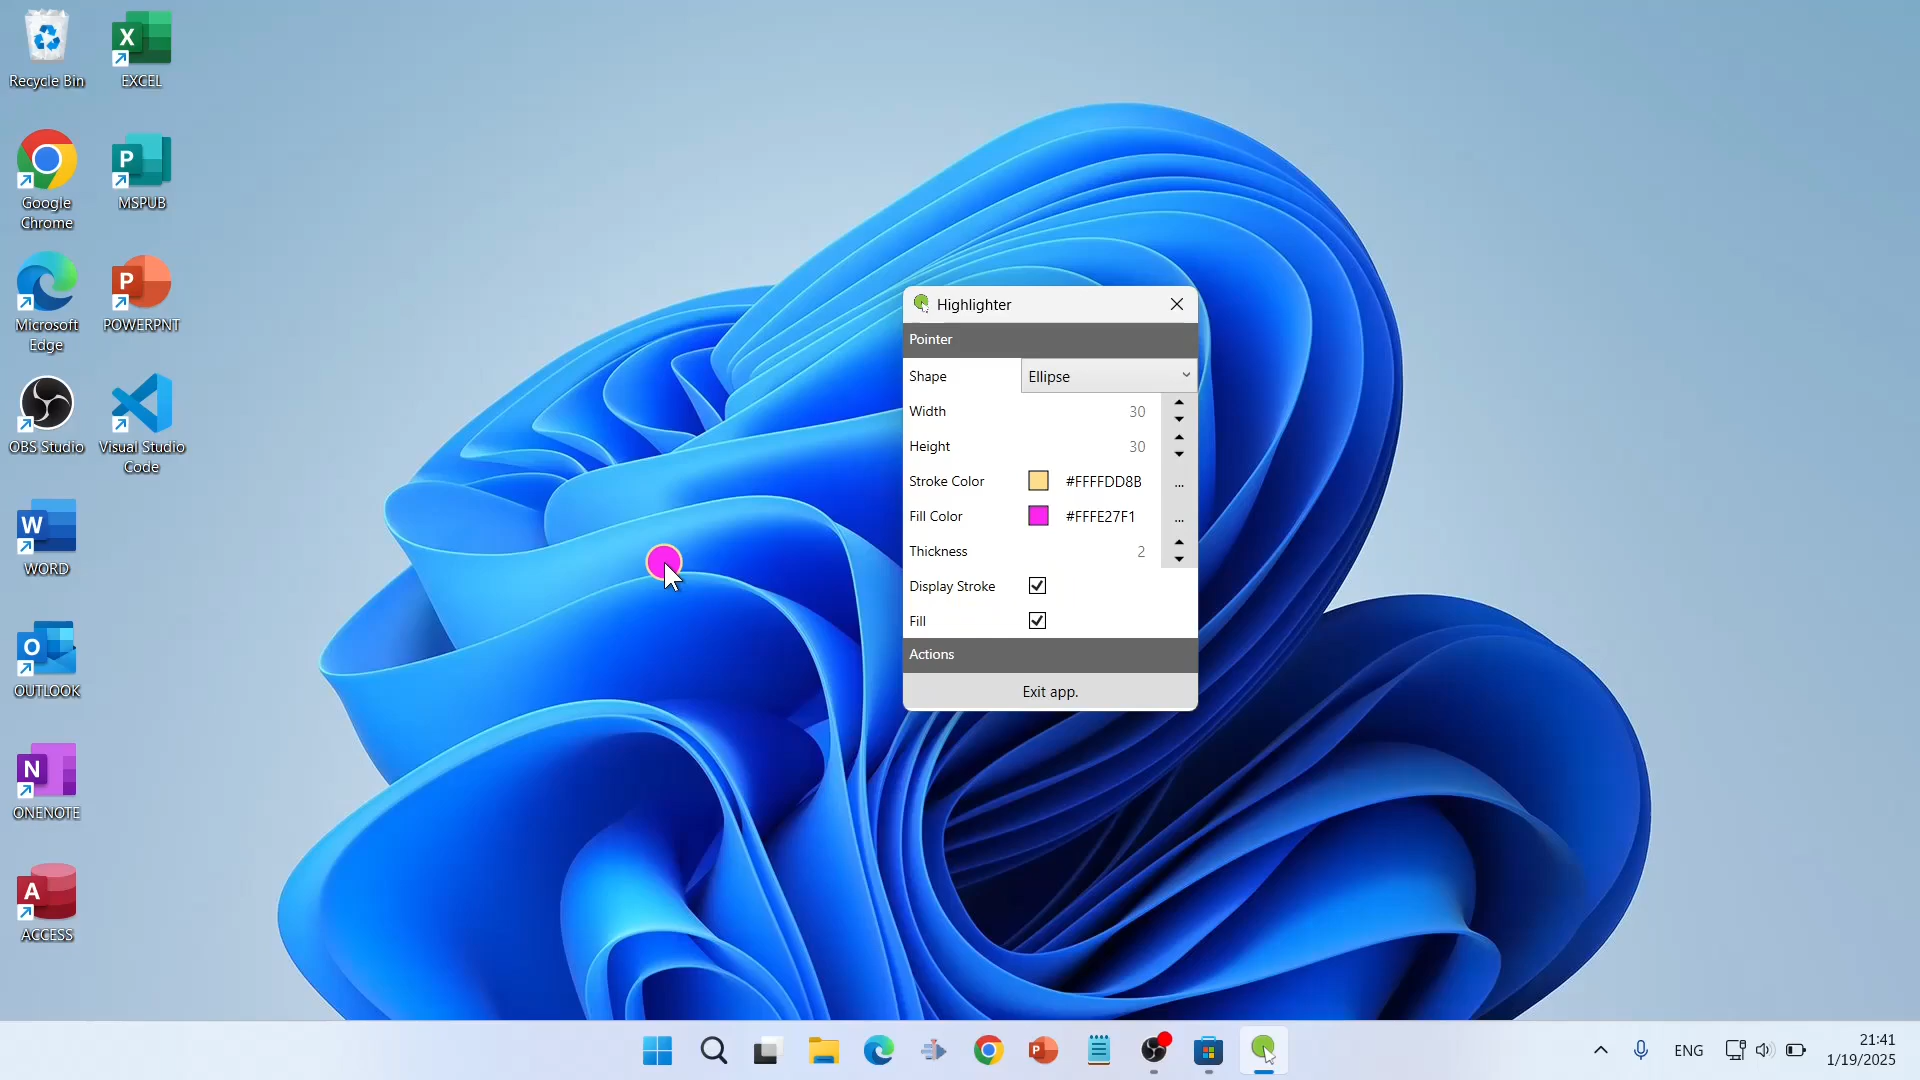 Recycle Bin
EXCEL
Google
Chrome
MSPUB
Microsoft
Edge
POWERPNT
OBS Studio
Visual Studio
Code
WORD
OUTLOOK
ONENOTE
ACCESS
Highlighter
Pointer
Shape Ellipse
Width 30
Height 30
Stroke Color #FFFFDD8B ...
Fill Color #FFFE27F1 ...
Thickness 2
Display Stroke
Fill
Actions
Exit app.
ENG
21:41
1/19/2025